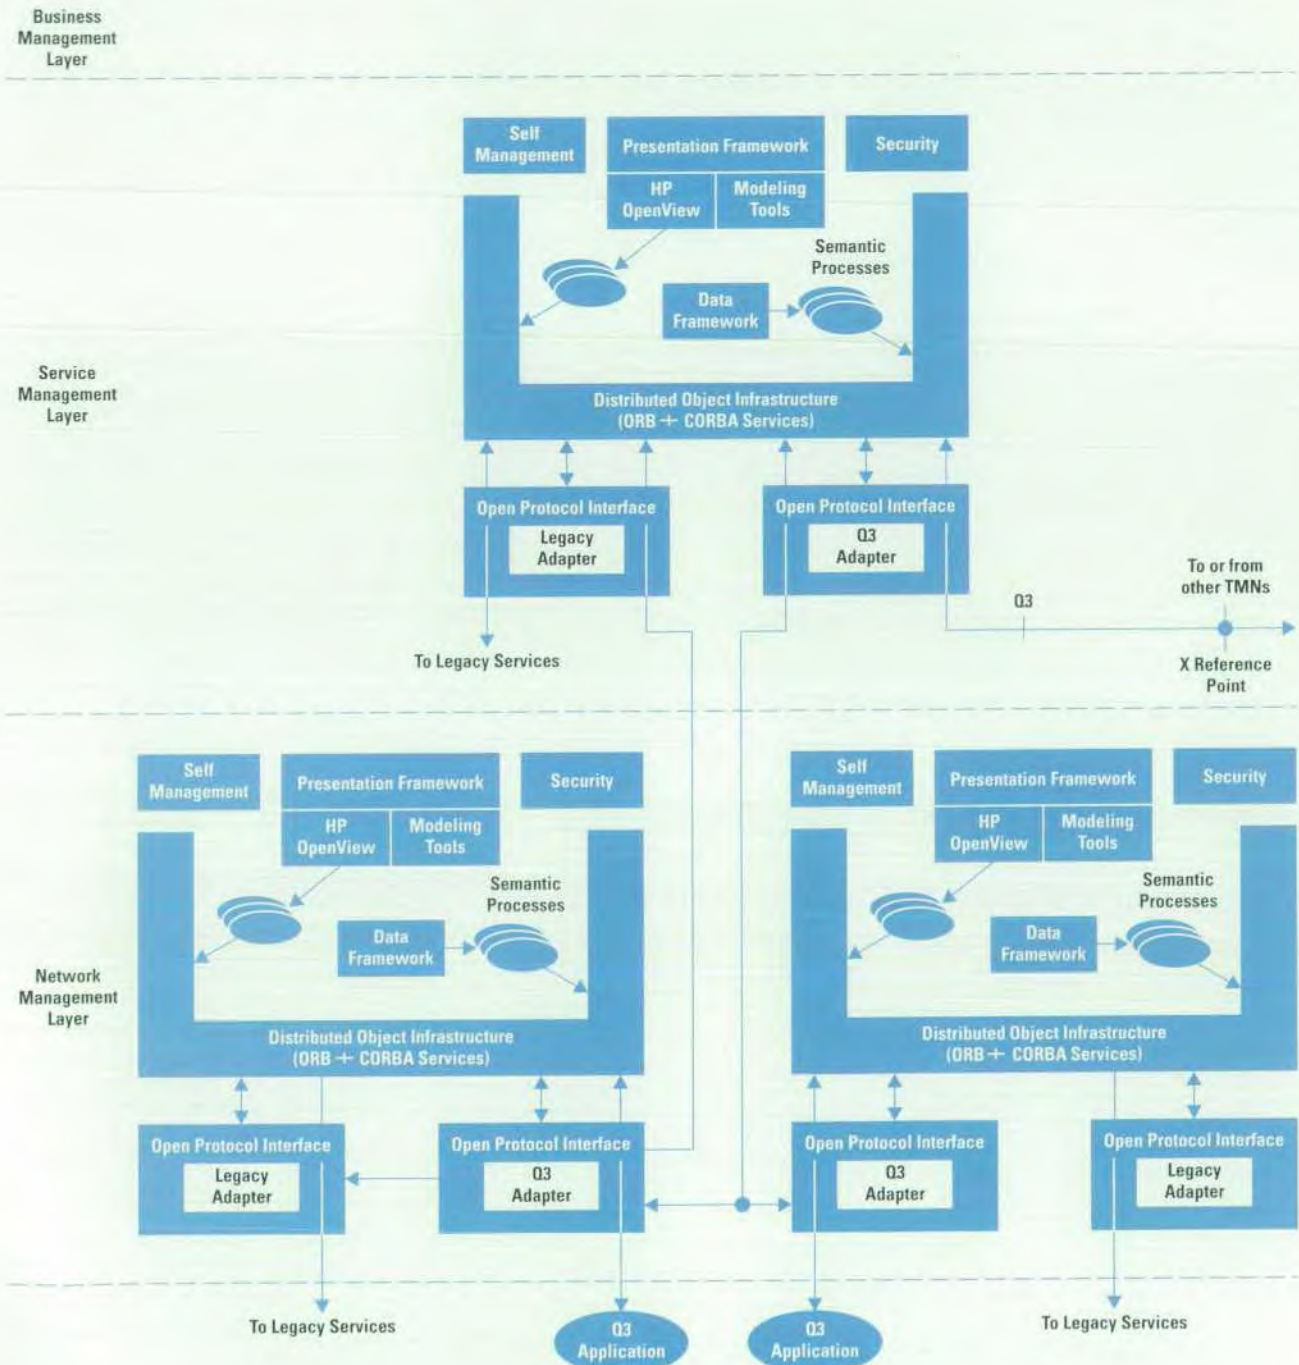 Business
Management
Layer
Self
Management
Presentation Framework
Security
HP
OpenView
Modeling
Tools
Semantic
Processes
Data
Framework
Service
Management
Layer
Distributed Object Infrastructure
(ORB + CORBA Services)
Open Protocol Interface
Legacy
Adapter
Open Protocol Interface
Q3
Adapter
To Legacy Services
Q3
To or from
other TMNs
X Reference
Point
Self
Management
Presentation Framework
Security
HP
OpenView
Modeling
Tools
Semantic
Processes
Data
Framework
Self
Management
Presentation Framework
Security
HP
OpenView
Modeling
Tools
Semantic
Processes
Data
Framework
Network
Management
Layer
Distributed Object Infrastructure
(ORB + CORBA Services)
Distributed Object Infrastructure
(ORB + CORBA Services)
Open Protocol Interface
Legacy
Adapter
Open Protocol Interface
Q3
Adapter
Open Protocol Interface
Q3
Adapter
Open Protocol Interface
Legacy
Adapter
To Legacy Services
Q3
Application
Q3
Application
To Legacy Services